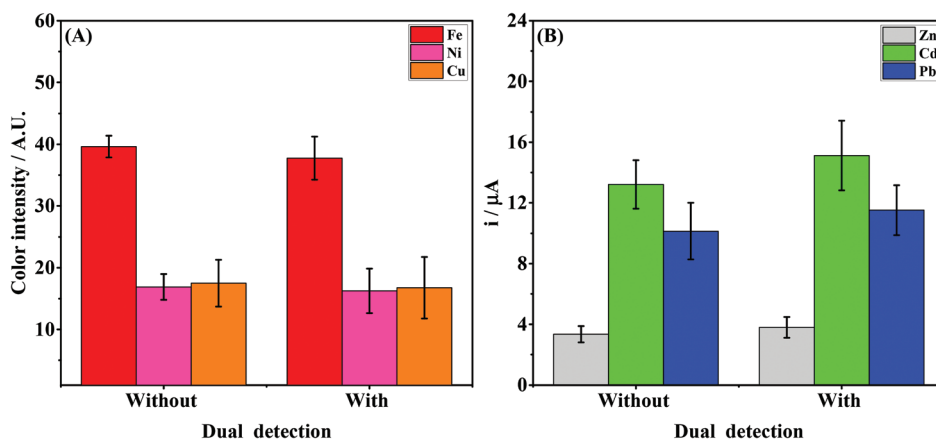 (A)
Fe
Ni
Cu
60
50
40
30
20
10
Color intensity / A.U.
Without
With
Dual detection
(B)
Zn
Cd
Pb
24
20
16
12
8
4
0
i / μA
Without
With
Dual detection